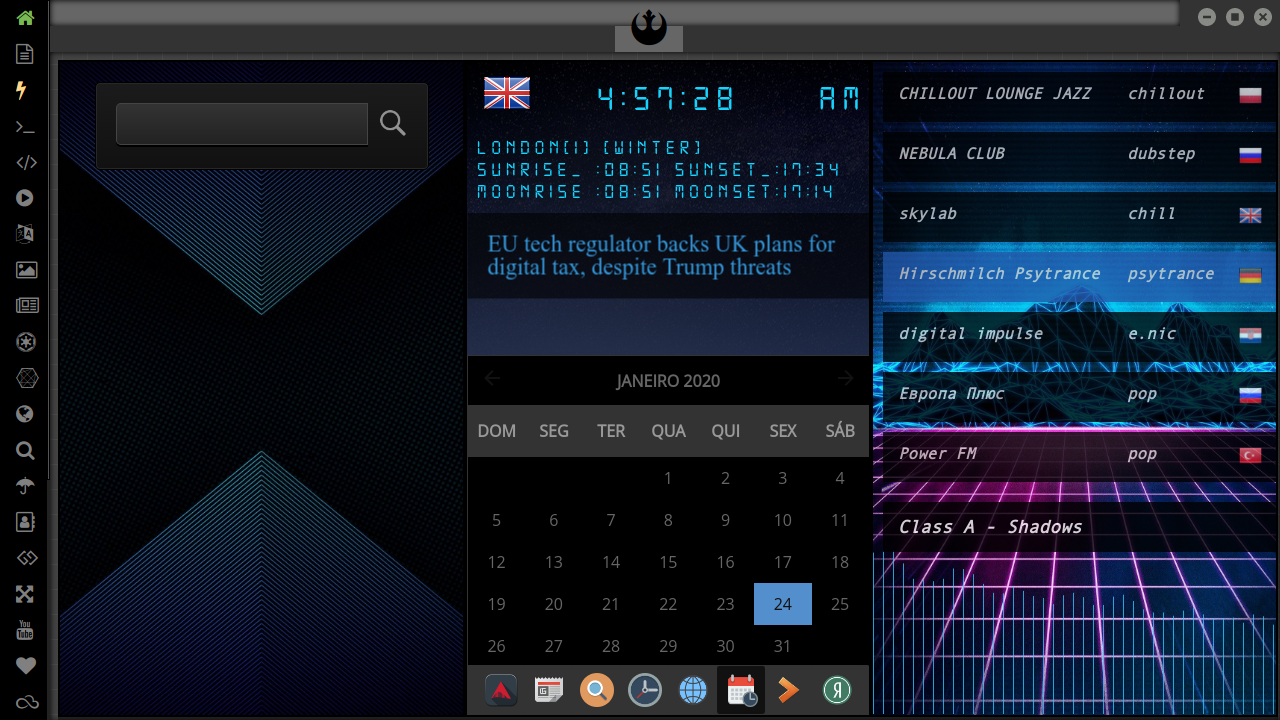 4:57:28 AM
LONDON(1) (WINTER)
SUNRISE_ :08:51 SUNSET_:17:34
MOONRISE :08:51 MOONSET:17:14
EU tech regulator backs UK plans for
digital tax, despite Trump threats
JANEIRO 2020
DOM SEG TER QUA QUI SEX SÁB
1 2 3 4
5 6 7 8 9 10 11
12 13 14 15 16 17 18
19 20 21 22 23 24 25
26 27 28 29 30 31
CHILLOUT LOUNGE JAZZ chillout
NEBULA CLUB dubstep
skylab chill
Hirschmilch Psytrance psytrance
digital impulse e.nic
Европа Плюс pop
Power FM pop
Class A - Shadows
You
Tube
Я